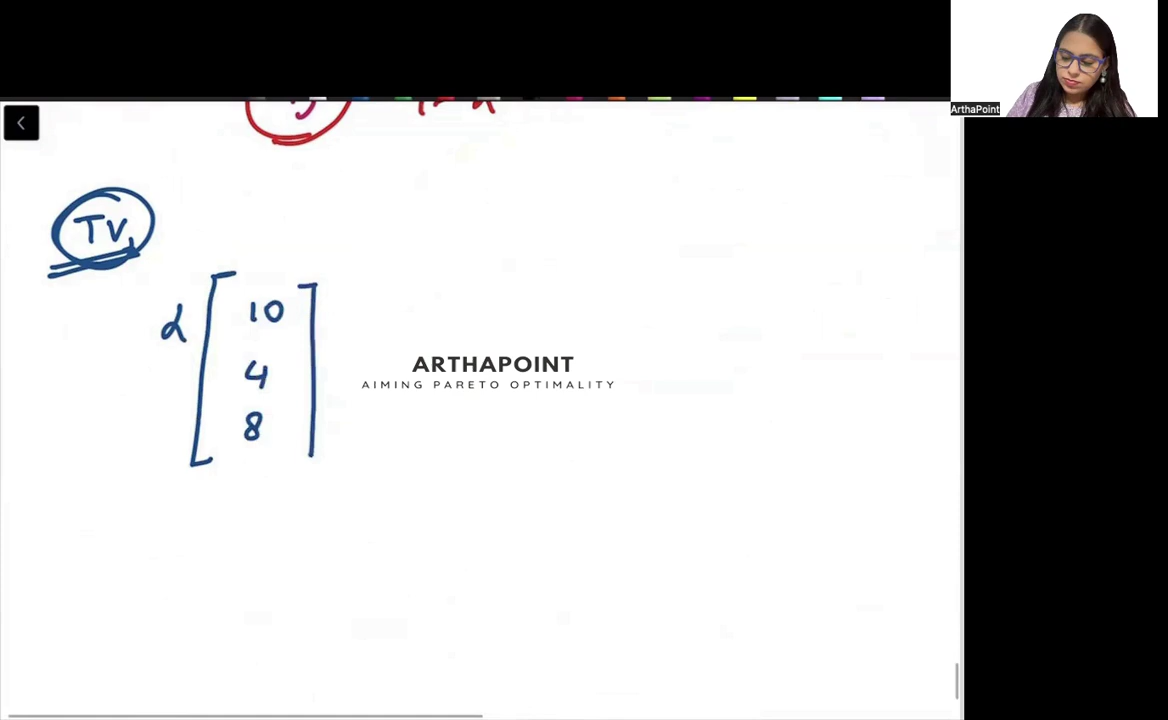 ArthaPoint
TV,
α [ 10
4
8 ]
ARTHAPOINT
AIMING PARETO OPTIMALITY